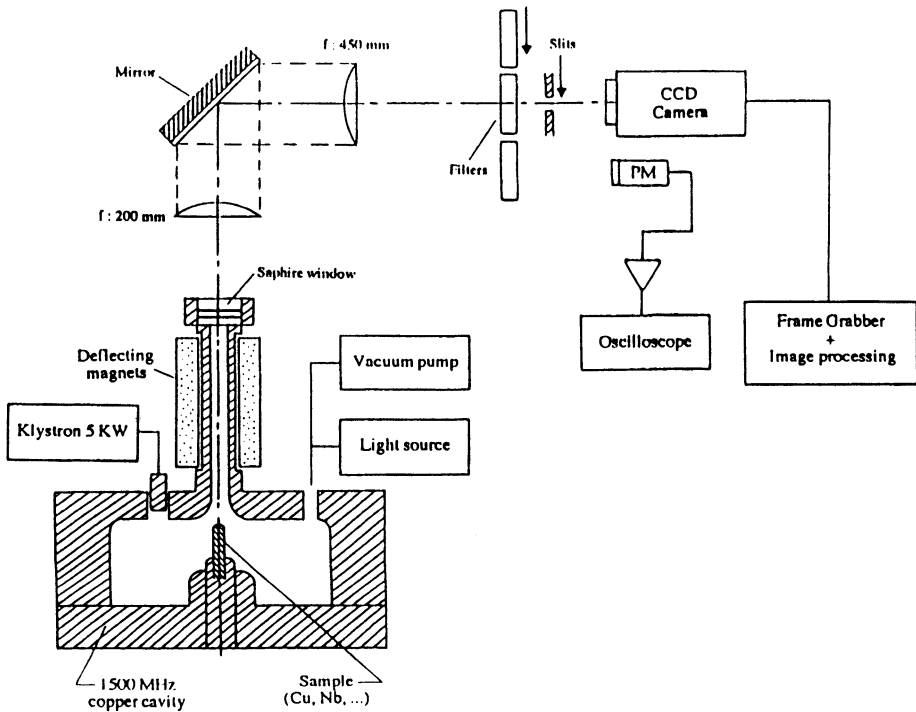 f : 450 mm
Slits
Mirror
CCD
Camera
Filters
PM
f : 200 mm
Saphire window
Deflecting
magnets
Vacuum pump
Oscilloscope
Frame Grabber
+
Image processing
Klystron 5 KW
Light source
1500 MHz
copper cavity
Sample
(Cu, Nb, ...)